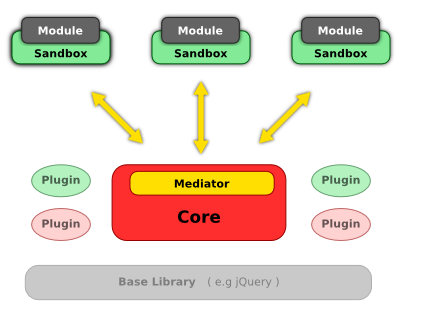 Module Module Module
Sandbox Sandbox Sandbox
Plugin Mediator Plugin
Core
Plugin Plugin
Base Library ( e.g jQuery )